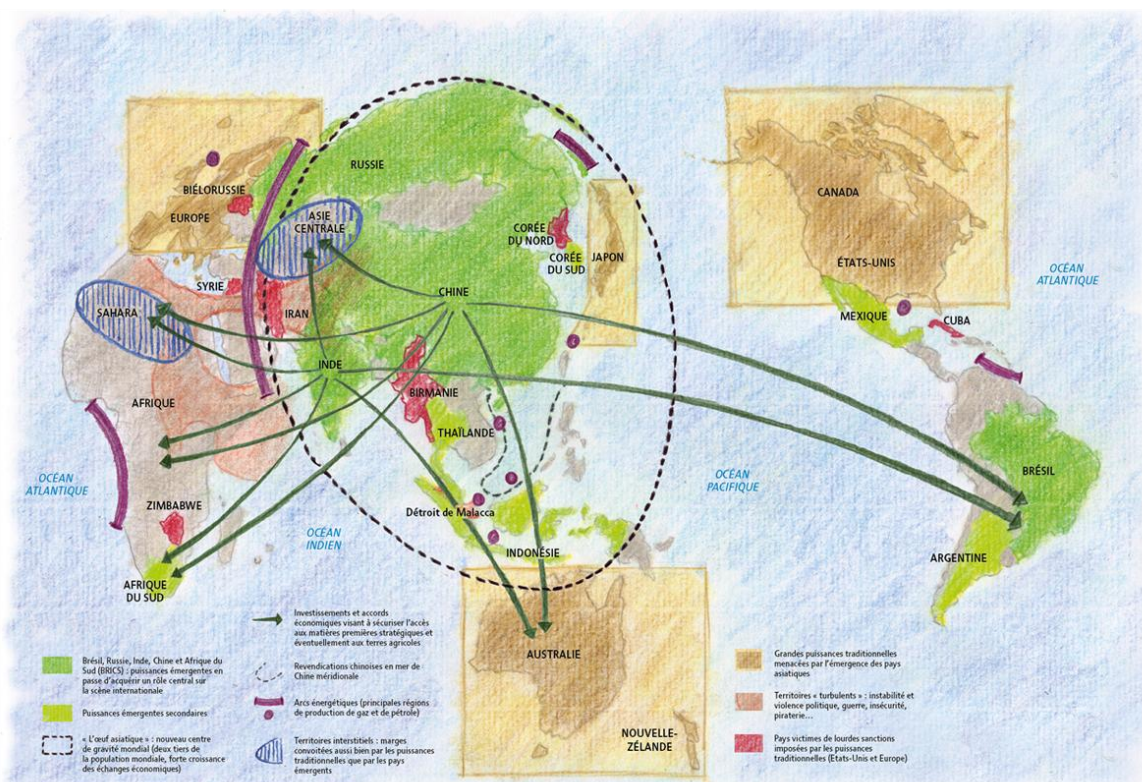 RUSSIE
CANADA
BIÉLORUSSIE
EUROPE
ASIE
CENTRALE
CORÉE
DU NORD
CORÉE
DU SUD
JAPON
ÉTATS-UNIS
OCÉAN
ATLANTIQUE
SYRIE
IRAN
CHINE
SAHARA
MEXIQUE
CUBA
INDE
BIRMANIE
AFRIQUE
THAÏLANDE
OCÉAN
ATLANTIQUE
OCÉAN
PACIFIQUE
BRÉSIL
ZIMBABWE
Détroit de Malacca
OCÉAN
INDIEN
INDONÉSIE
ARGENTINE
AFRIQUE
DU SUD
AUSTRALIE
NOUVELLE-
ZÉLANDE
Brésil, Russie, Inde, Chine et Afrique du
Sud (BRICS) : puissances émergentes en
passe d'acquérir un rôle central sur
la scène internationale
Puissances émergentes secondaires
« L'œuf asiatique » : nouveau centre
de gravité mondial (deux tiers de
la population mondiale, forte croissance
des échanges économiques)
Investissements et accords
économiques visant à sécuriser l'accès
aux matières premières stratégiques et
éventuellement aux terres agricoles
Revendications chinoises en mer de
Chine méridionale
Arcs énergétiques (principales régions
de production de gaz et de pétrole)
Territoires interstitiels : marges
convoitées aussi bien par les puissances
traditionnelles que par les pays
émergents
Grandes puissances traditionnelles
menacées par l'émergence des pays
asiatiques
Territoires « turbulents » : instabilité et
violence politique, guerre, insécurité,
piraterie...
Pays victimes de lourdes sanctions
imposées par les puissances
traditionnelles (Etats-Unis et Europe)